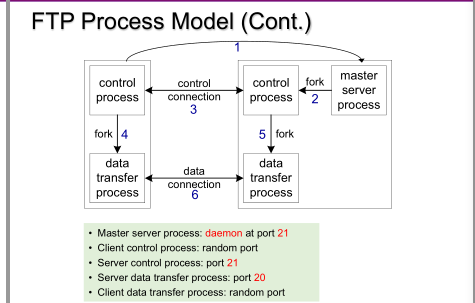 FTP Process Model (Cont.)
1
control
process
control
connection
3
control
process
fork
2
master
server
process
fork 4
5 fork
data
transfer
process
data
connection
6
data
transfer
process
• Master server process: daemon at port 21
• Client control process: random port
• Server control process: port 21
• Server data transfer process: port 20
• Client data transfer process: random port